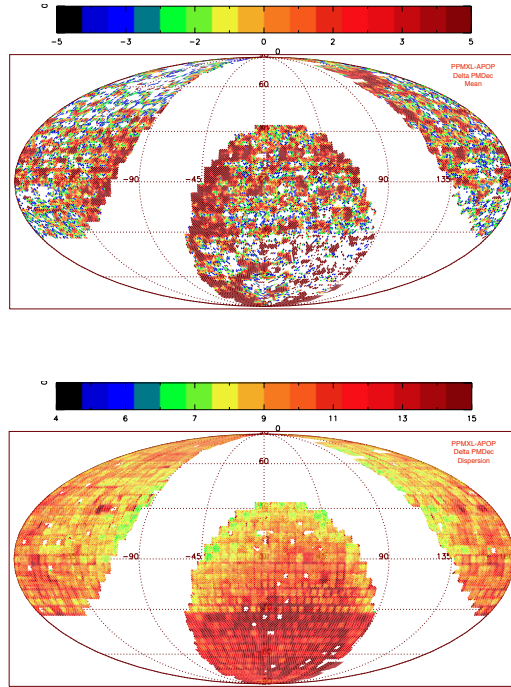 0
-5 -3 -2 0 2 3 5
0
PPMXL-APOP
Delta PMDec
Mean
60
-90 -45 90 135
0
4 6 7 9 11 13 15
0
PPMXL-APOP
Delta PMDec
Dispersion
60
-90 -45 90 135